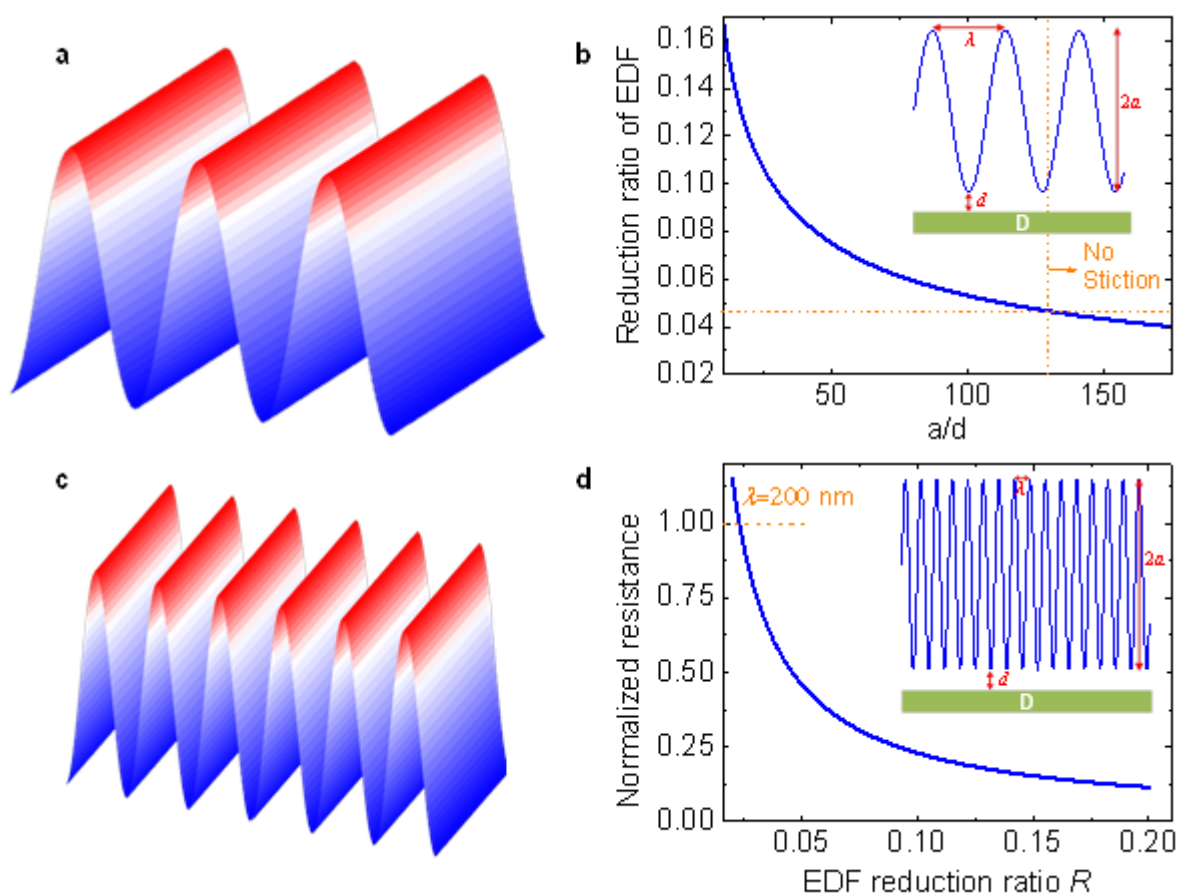 a
b
Reduction ratio of EDF
0.16
0.14
0.12
0.10
0.08
0.06
0.04
0.02
λ
2a
d
D
No
Stiction
50
100
150
a/d
c
d
Normalized resistance
1.00
0.75
0.50
0.25
0.00
λ=200 nm
λ
2a
d
D
0.05
0.10
0.15
0.20
EDF reduction ratio R